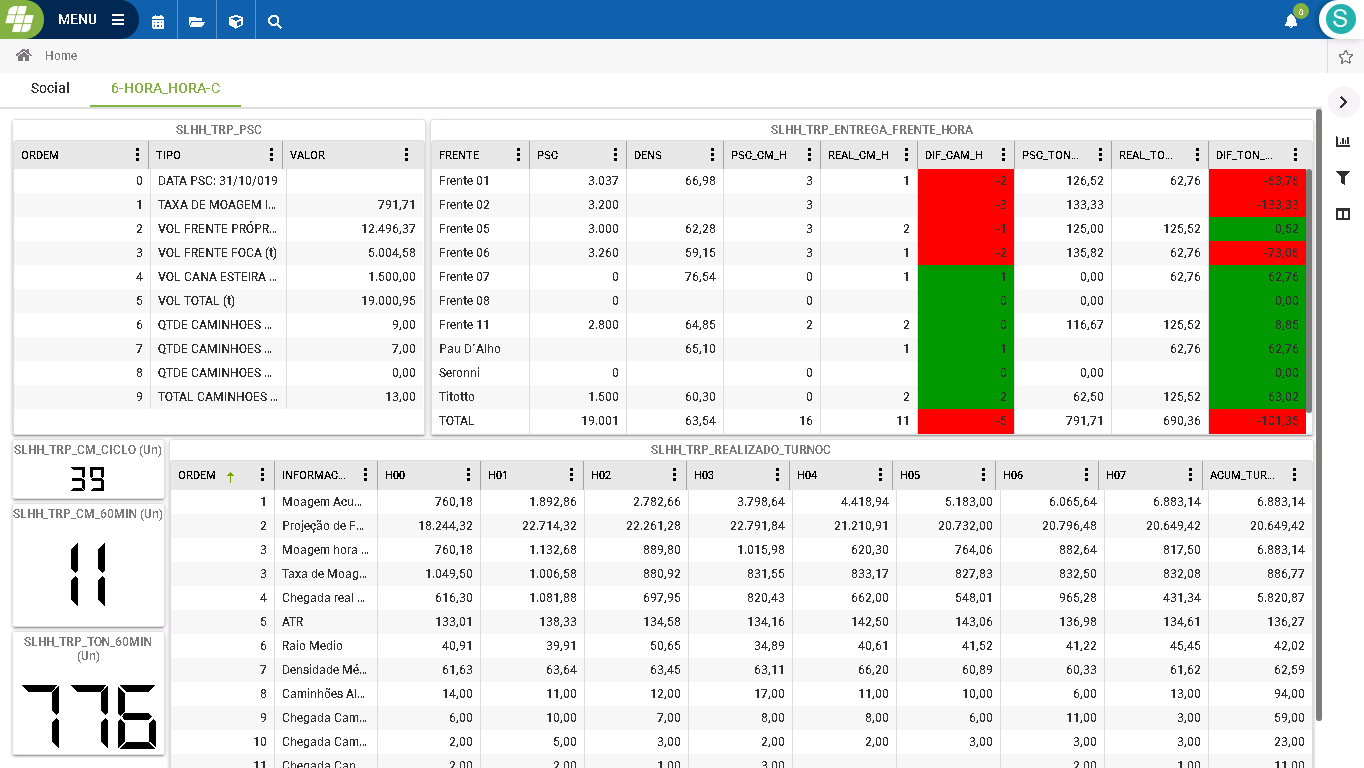 MENU
0
S
Home
Social 6-HORA_HORA-C
SLHH_TRP_PSC
ORDEM TIPO VALOR
0 DATA PSC: 31/10/019
1 TAXA DE MOAGEM I... 791,71
2 VOL FRENTE PRÓPR... 12.496,37
3 VOL FRENTE FOCA (t) 5.004,58
4 VOL CANA ESTEIRA ... 1.500,00
5 VOL TOTAL (t) 19.000,95
6 QTDE CAMINHOES ... 9,00
7 QTDE CAMINHOES ... 7,00
8 QTDE CAMINHOES ... 0,00
9 TOTAL CAMINHOES ... 13,00
SLHH_TRP_ENTREGA_FRENTE_HORA
FRENTE PSC DENS PSC_CM_H REAL_CM_H DIF_CAM_H PSC_TON... REAL_TO... DIF_TON_...
Frente 01 3.037 66,98 3 1 -2 126,52 62,76 -63,76
Frente 02 3.200 3 -3 133,33 -133,33
Frente 05 3.000 62,28 3 2 -1 125,00 125,52 0,52
Frente 06 3.260 59,15 3 1 -2 135,82 62,76 -73,06
Frente 07 0 76,54 0 1 1 0,00 62,76 62,76
Frente 08 0 0 0 0,00 0,00
Frente 11 2.800 64,85 2 2 0 116,67 125,52 8,85
Pau D´Alho 65,10 1 1 62,76 62,76
Seronni 0 0 0 0,00 0,00
Titotto 1.500 60,30 0 2 2 62,50 125,52 63,02
TOTAL 19.001 63,54 16 11 -5 791,71 690,36 -101,35
SLHH_TRP_CM_CICLO (Un)
39
SLHH_TRP_CM_60MIN (Un)
11
SLHH_TRP_TON_60MIN
(Un)
776
SLHH_TRP_REALIZADO_TURNOC
ORDEM INFORMAC... H00 H01 H02 H03 H04 H05 H06 H07 ACUM_TUR...
1 Moagem Acu... 760,18 1.892,86 2.782,66 3.798,64 4.418,94 5.183,00 6.065,64 6.883,14 6.883,14
2 Projeção de F... 18.244,32 22.714,32 22.261,28 22.791,84 21.210,91 20.732,00 20.796,48 20.649,42 20.649,42
3 Moagem hora ... 760,18 1.132,68 889,80 1.015,98 620,30 764,06 882,64 817,50 6.883,14
3 Taxa de Moag... 1.049,50 1.006,58 880,92 831,55 833,17 827,83 832,50 832,08 886,77
4 Chegada real ... 616,30 1.081,88 697,95 820,43 662,00 548,01 965,28 431,34 5.820,87
5 ATR 133,01 138,33 134,58 134,16 142,50 143,06 136,98 134,61 136,27
6 Raio Medio 40,91 39,91 50,65 34,89 40,61 41,52 41,22 45,45 42,02
7 Densidade Mé... 61,63 63,64 63,45 63,11 66,20 60,89 60,33 61,62 62,59
8 Caminhões Al... 14,00 11,00 12,00 17,00 11,00 10,00 6,00 13,00 94,00
9 Chegada Cam... 6,00 10,00 7,00 8,00 8,00 6,00 11,00 3,00 59,00
10 Chegada Cam... 2,00 5,00 3,00 2,00 2,00 3,00 3,00 3,00 23,00
11 Chegada Can... 2,00 2,00 1,00 3,00 2,00 1,00 11,00